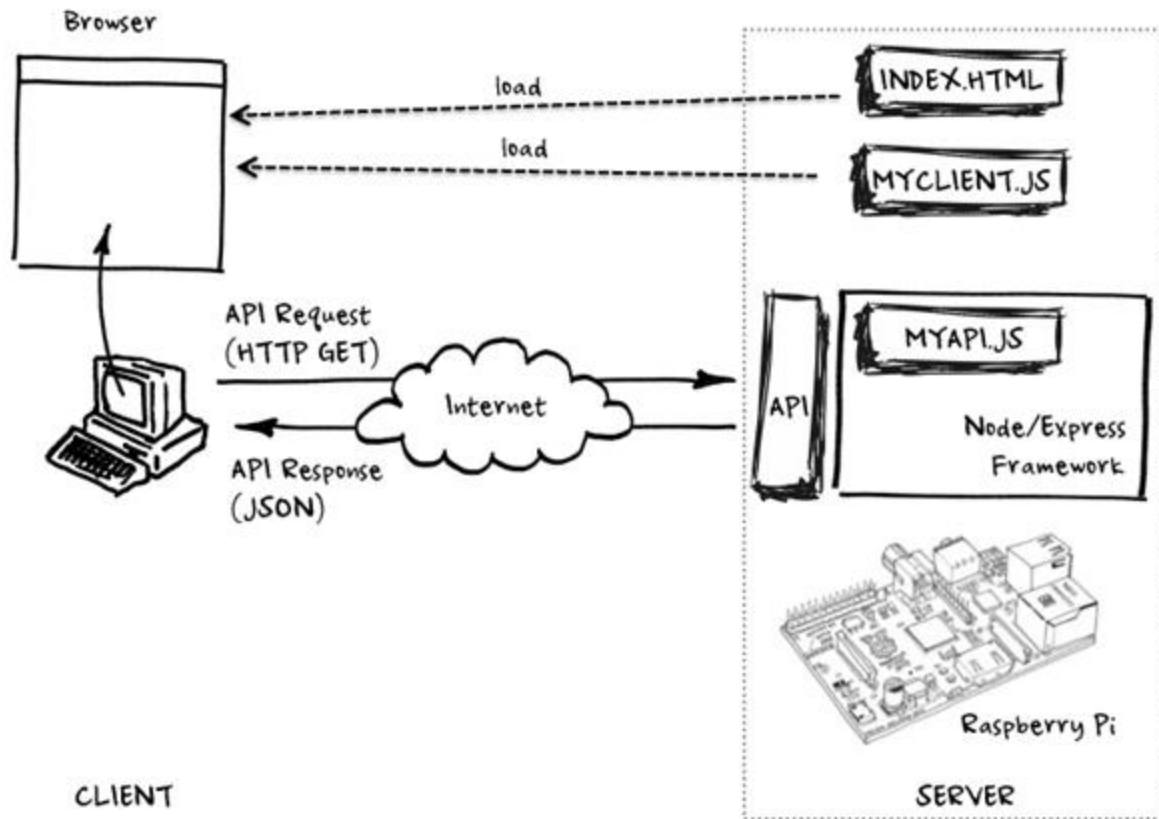 Browser
load
INDEX.HTML
load
MYCLIENT.JS
API Request
(HTTP GET)
Internet
API Response
(JSON)
API
MYAPI.JS
Node/Express
Framework
Raspberry Pi
CLIENT
SERVER